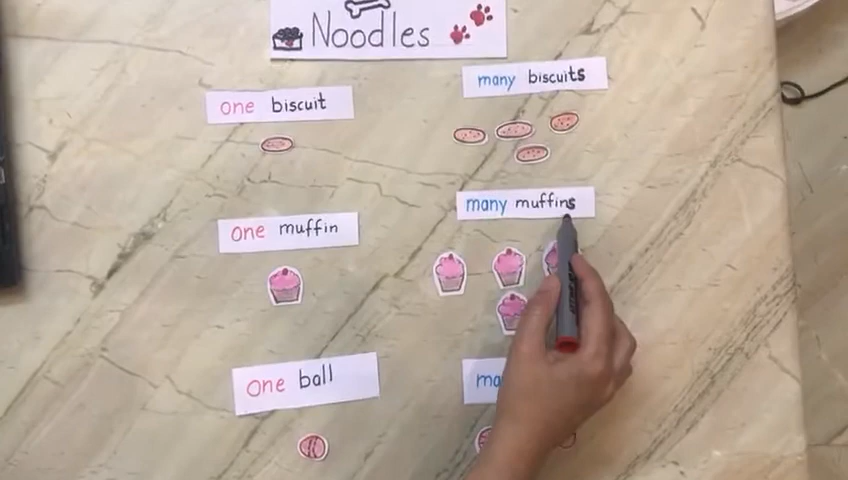 Noodles
one biscuit
many biscuits
one muffin
many muffins
one ball